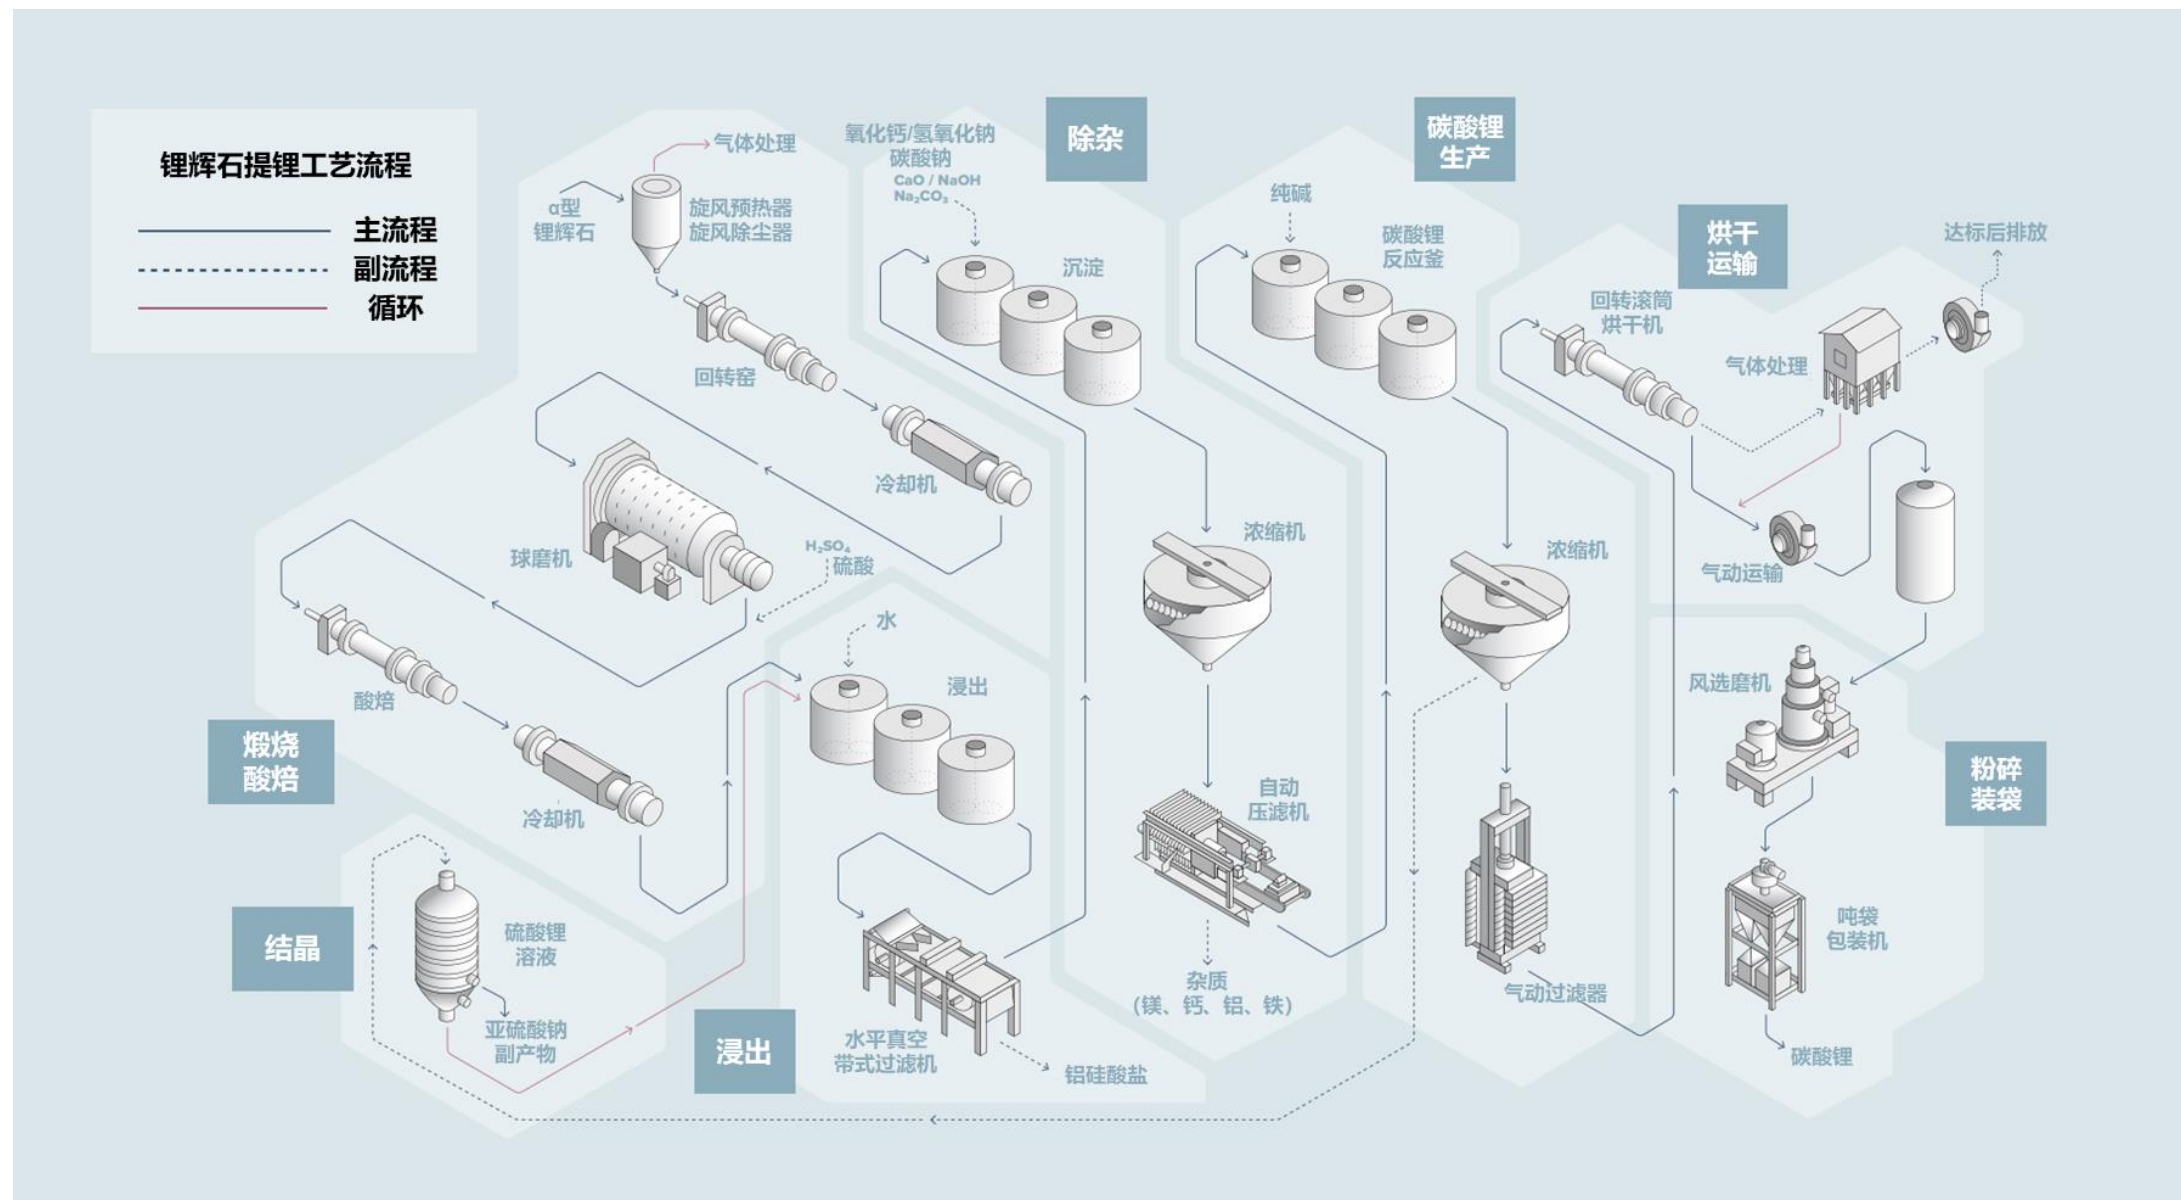 锂辉石提锂工艺流程
主流程
副流程
循环
气体处理
α型
锂辉石
旋风预热器
旋风除尘器
回转窑
冷却机
球磨机
H₂SO₄
硫酸
酸焙
冷却机
煅烧
酸焙
结晶
硫酸锂
溶液
亚硫酸钠
副产物
水
浸出
浸出
水平真空
带式过滤机
铝硅酸盐
氧化钙/氢氧化钠
碳酸钠
CaO / NaOH
Na₂CO₃
除杂
沉淀
浓缩机
自动
压滤机
杂质
（镁、钙、铝、铁）
碳酸锂
生产
纯碱
碳酸锂
反应釜
浓缩机
气动过滤器
烘干
运输
回转滚筒
烘干机
气体处理
达标后排放
气动运输
风选磨机
粉碎
装袋
吨袋
包装机
碳酸锂